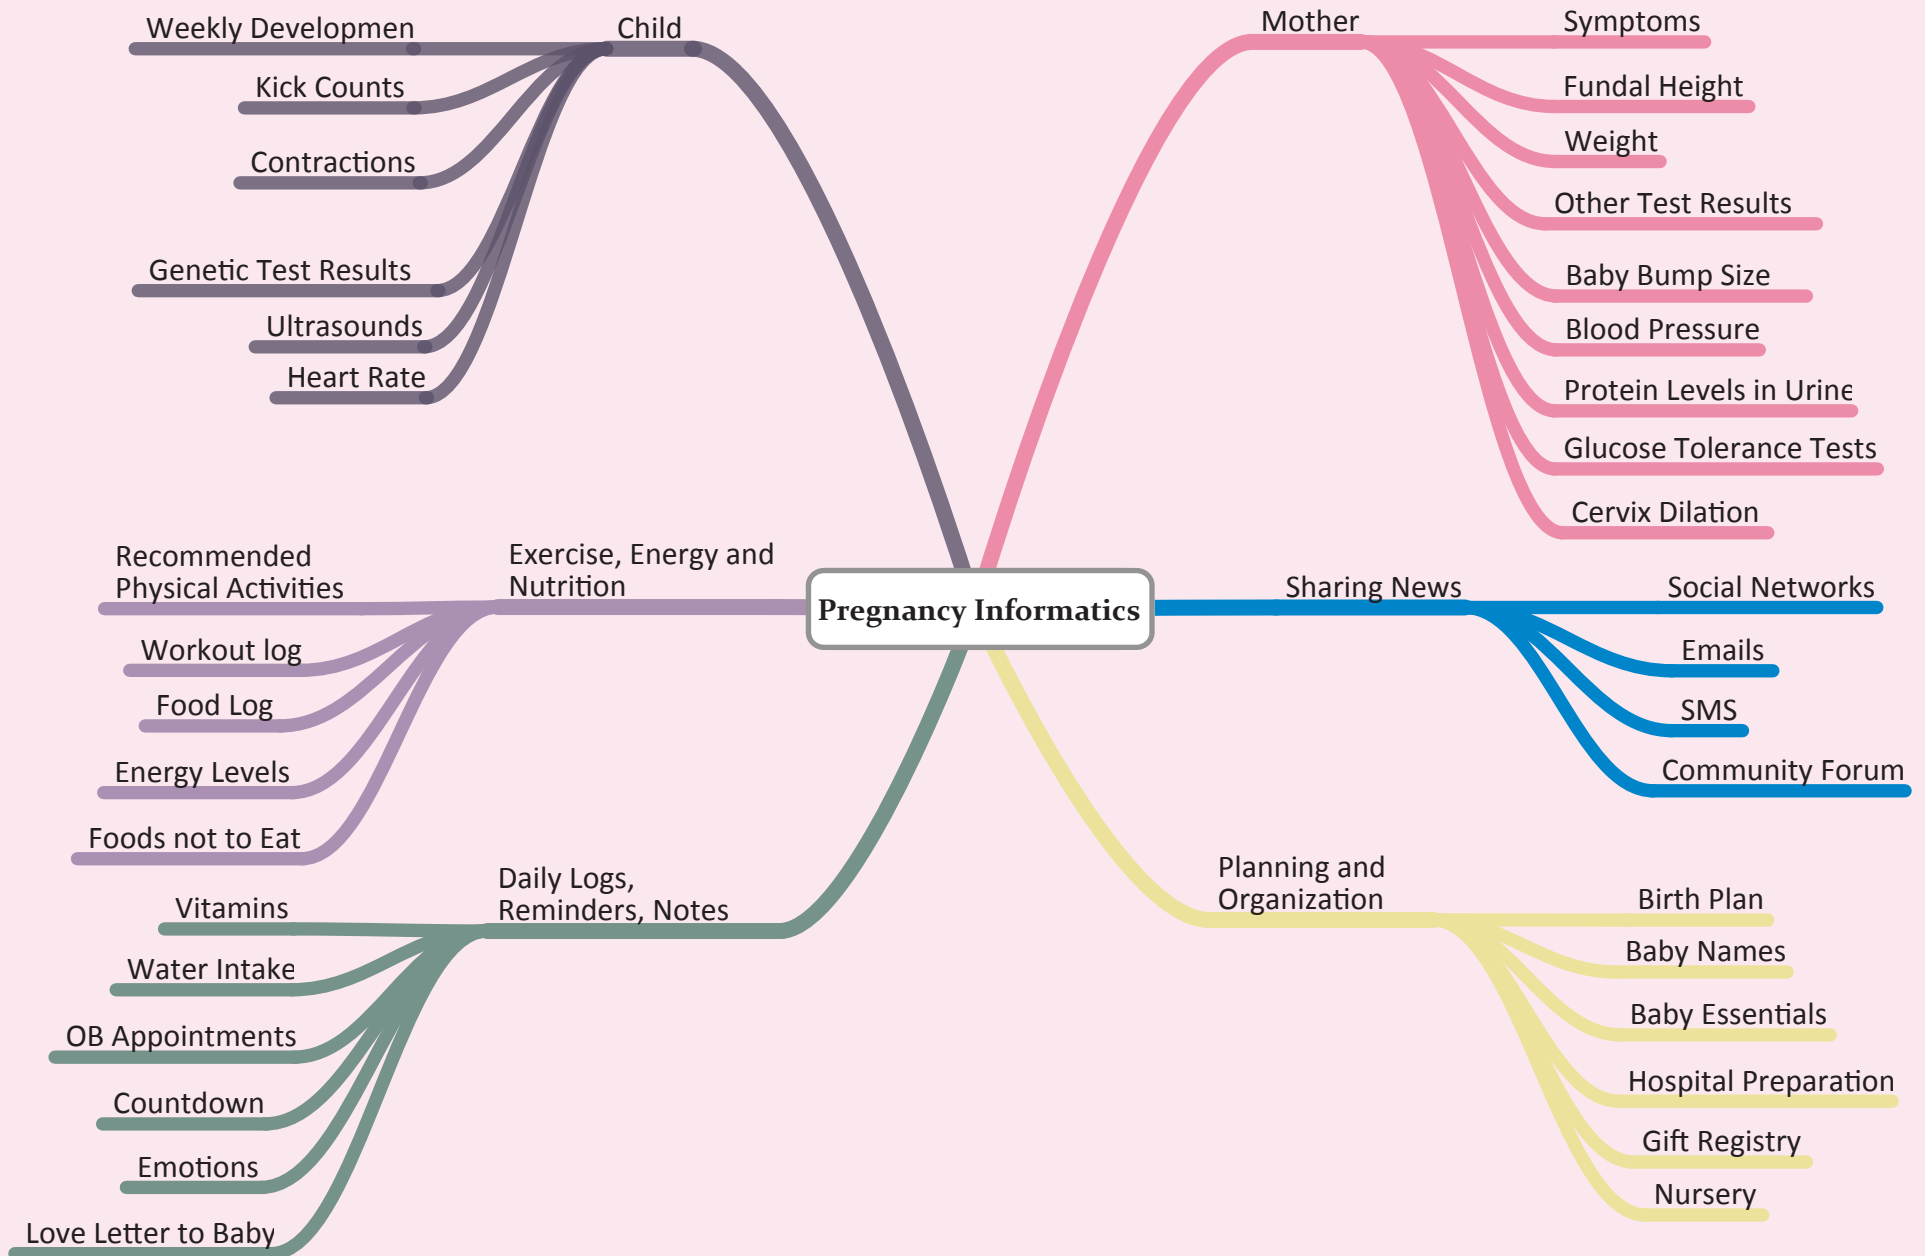 Child
Weekly Developmen
Kick Counts
Contractions
Genetic Test Results
Ultrasounds
Heart Rate
Mother
Symptoms
Fundal Height
Weight
Other Test Results
Baby Bump Size
Blood Pressure
Protein Levels in Urine
Glucose Tolerance Tests
Cervix Dilation
Pregnancy Informatics
Exercise, Energy and
Nutrition
Recommended
Physical Activities
Workout log
Food Log
Energy Levels
Foods not to Eat
Sharing News
Social Networks
Emails
SMS
Community Forum
Daily Logs,
Reminders, Notes
Vitamins
Water Intake
OB Appointments
Countdown
Emotions
Love Letter to Baby
Planning and
Organization
Birth Plan
Baby Names
Baby Essentials
Hospital Preparation
Gift Registry
Nursery